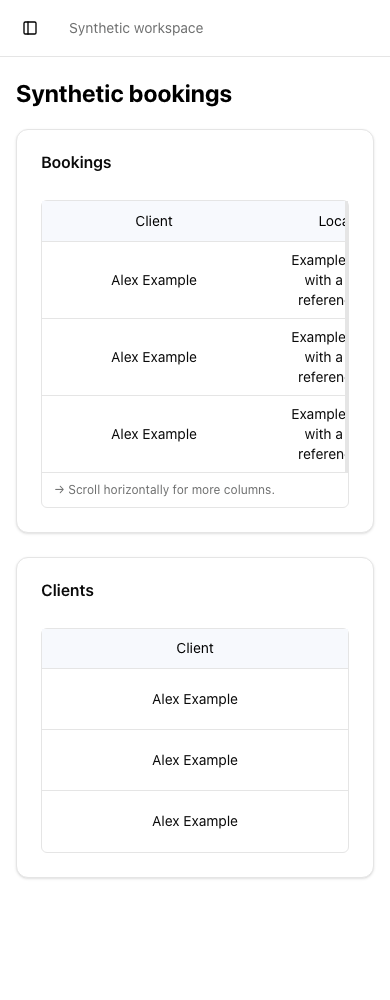 Synthetic workspace
Synthetic bookings
Bookings
Client
Alex Example
Example
with a
Alex Example
Example
with a
Alex Example
Example
with a
→ Scroll horizontally for more columns.
Clients
Client
Alex Example
Alex Example
Alex Example